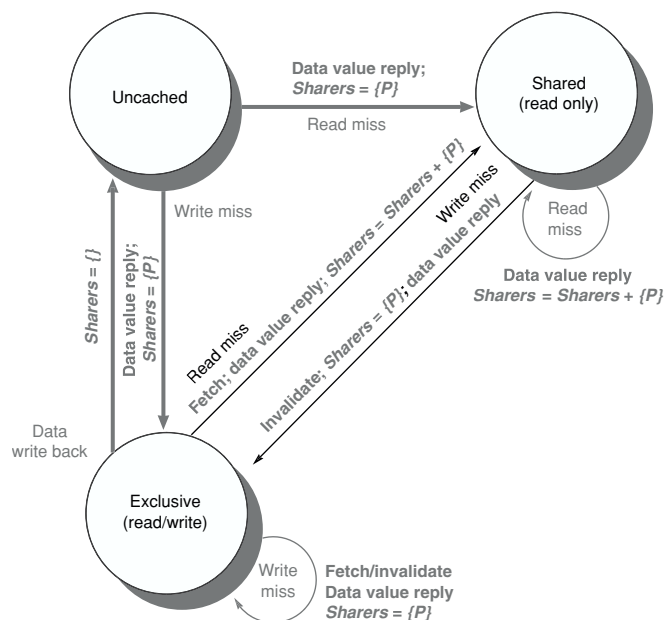 Uncached
Data value reply;
Sharers = {P}
Read miss
Shared
(read only)
Write miss
Sharers = {}
Data value reply;
Sharers = {P}
Read miss
Fetch; data value reply; Sharers = Sharers + {P}
Write miss
Invalidate; Sharers = {P}; data value reply
Read
miss
Data value reply
Sharers = Sharers + {P}
Data
write back
Exclusive
(read/write)
Write
miss
Fetch/invalidate
Data value reply
Sharers = {P}